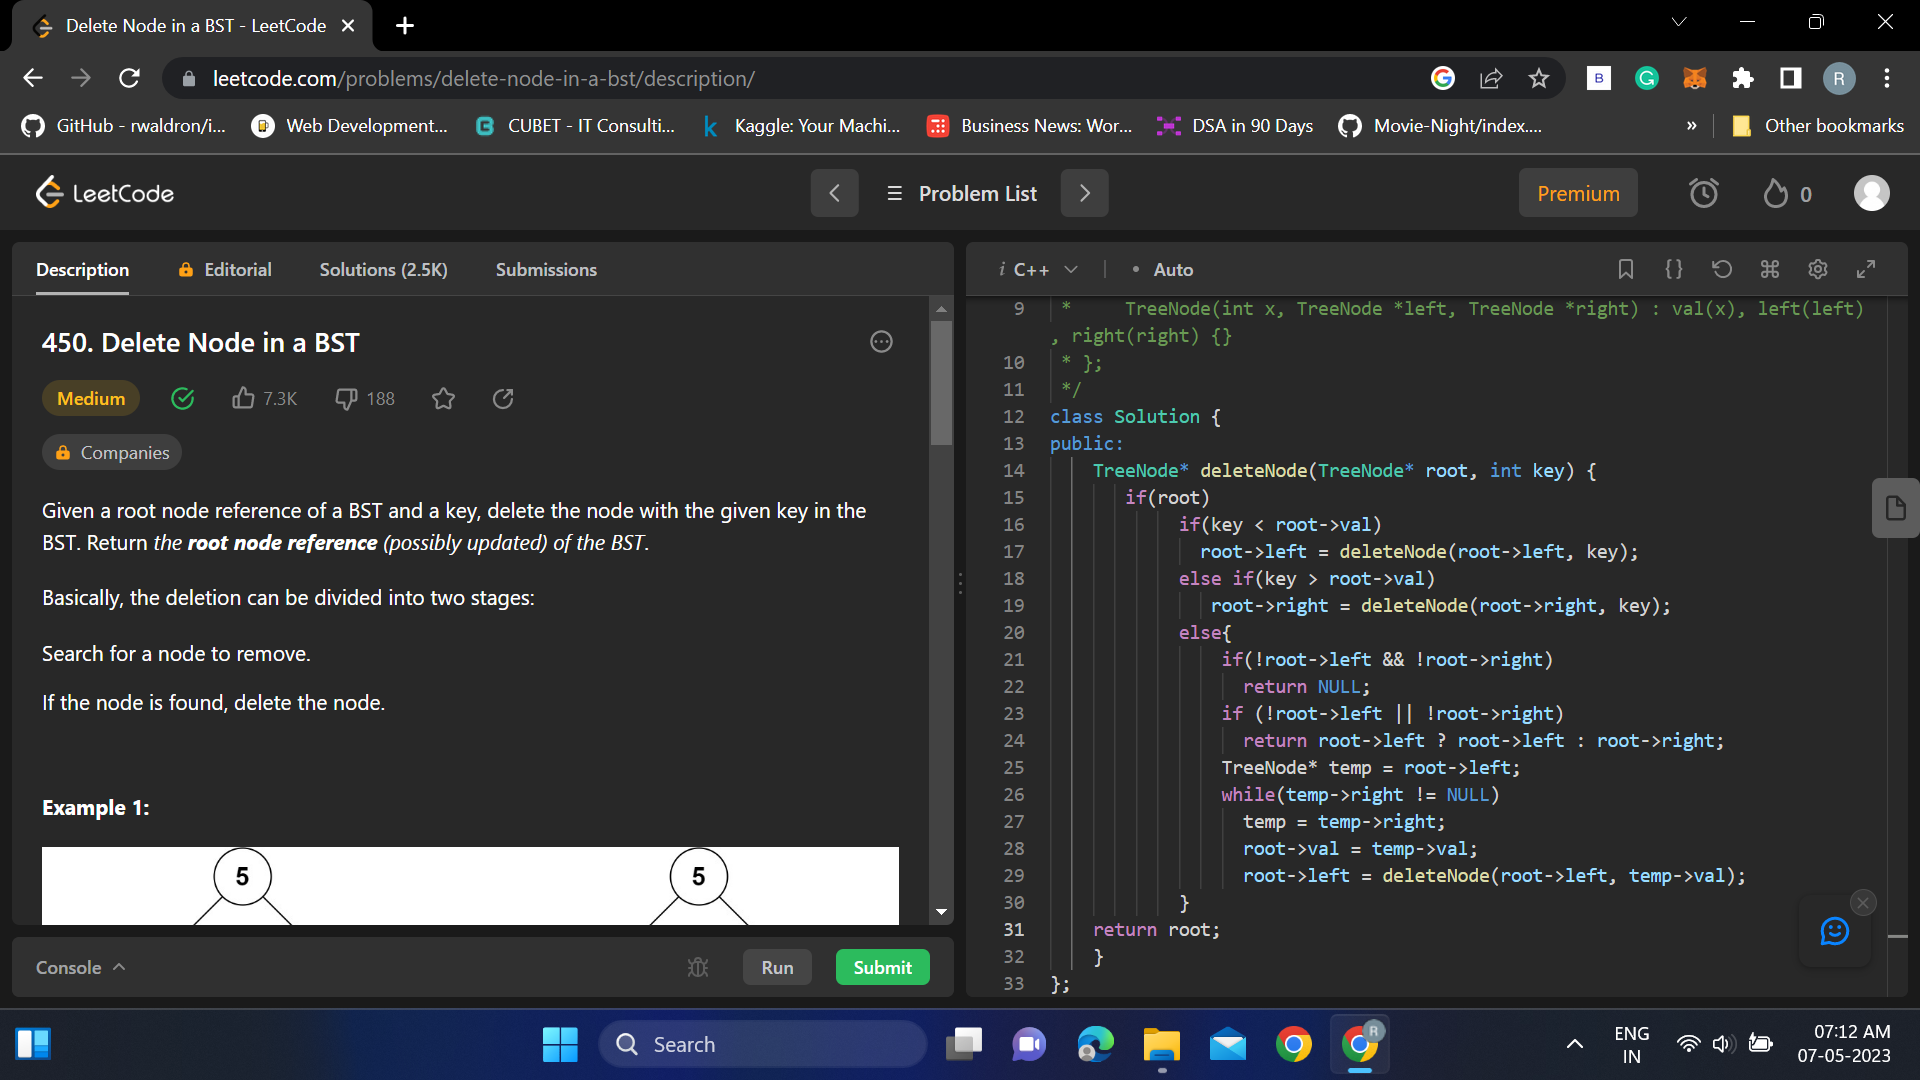 Delete Node in a BST - LeetCode
leetcode.com/problems/delete-node-in-a-bst/description/
B
G
R
GitHub - rwaldron/i...
Web Development...
CUBET - IT Consulti...
Kaggle: Your Machi...
Business News: Wor...
DSA in 90 Days
Movie-Night/index....
»
Other bookmarks
LeetCode
Problem List
Premium
0
Description
Editorial
Solutions (2.5K)
Submissions
450. Delete Node in a BST
Medium
7.3K
188
Companies
Given a root node reference of a BST and a key, delete the node with the given key in the
BST. Return the root node reference (possibly updated) of the BST.
Basically, the deletion can be divided into two stages:
Search for a node to remove.
If the node is found, delete the node.
Example 1:
5
5
Console
Run
Submit
i C++
• Auto
{}
9 * TreeNode(int x, TreeNode *left, TreeNode *right) : val(x), left(left)
, right(right) {}
10 * };
11 */
12 class Solution {
13 public:
14 TreeNode* deleteNode(TreeNode* root, int key) {
15 if(root)
16 if(key < root->val)
17 root->left = deleteNode(root->left, key);
18 else if(key > root->val)
19 root->right = deleteNode(root->right, key);
20 else{
21 if(!root->left && !root->right)
22 return NULL;
23 if (!root->left || !root->right)
24 return root->left ? root->left : root->right;
25 TreeNode* temp = root->left;
26 while(temp->right != NULL)
27 temp = temp->right;
28 root->val = temp->val;
29 root->left = deleteNode(root->left, temp->val);
30 }
31 return root;
32 }
33 };
Search
R
ENG
IN
07:12 AM
07-05-2023